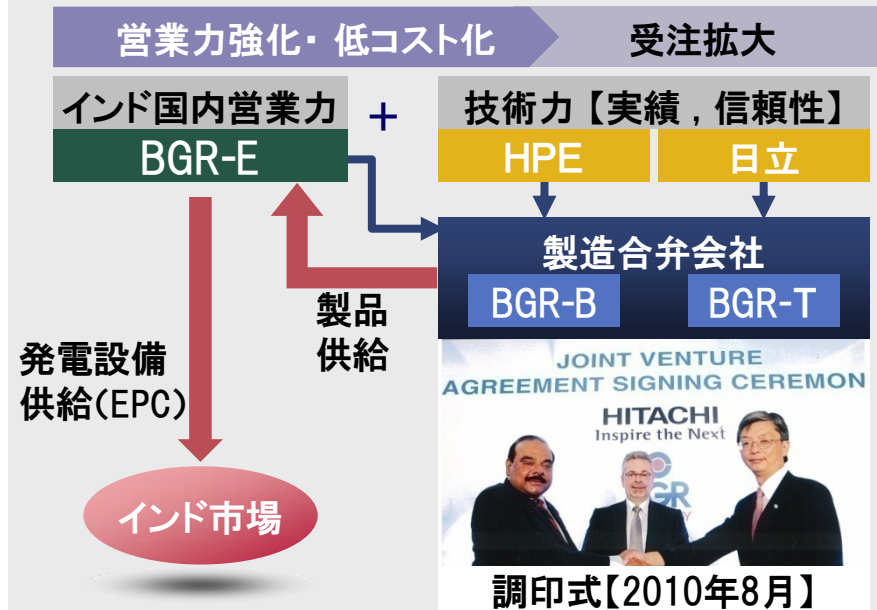 営業力強化・低コスト化
受注拡大
インド国内営業力
+
技術力【実績，信頼性】
BGR-E
HPE
日立
製造合弁会社
BGR-B
BGR-T
製品
供給
発電設備
供給(EPC)
インド市場
JOINT VENTURE
AGREEMENT SIGNING CEREMON
HITACHI
Inspire the Next
GR
調印式【2010年8月】